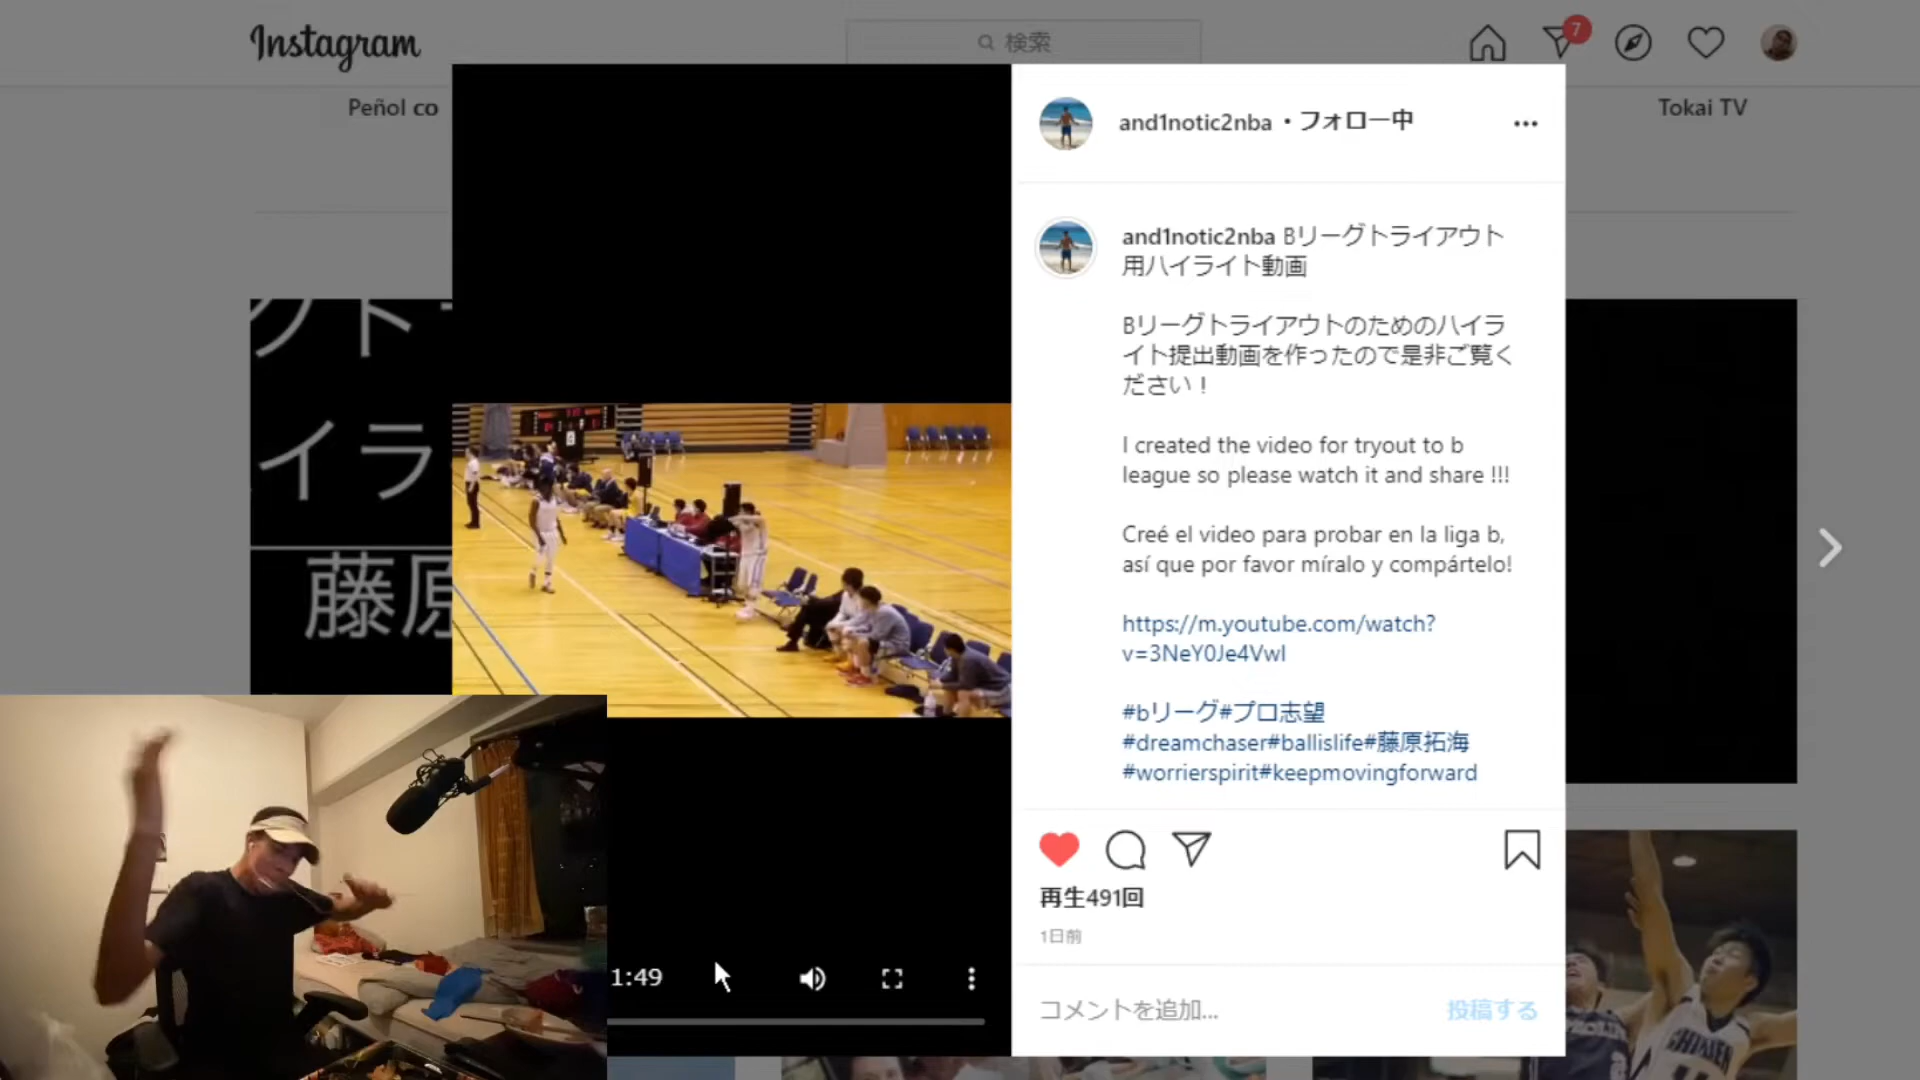 Instagram
検索
7
Peñol co
Tokai TV
and1notic2nba・フォロー中
and1notic2nba Bリーグトライアウト
用ハイライト動画
Bリーグトライアウトのためのハイラ
イト提出動画を作ったので是非ご覧く
ださい！
I created the video for tryout to b
league so please watch it and share !!!
Creé el video para probar en la liga b,
así que por favor míralo y compártelo!
https://m.youtube.com/watch?
v=3NeY0Je4VwI
#bリーグ#プロ志望
#dreamchaser#ballislife#藤原拓海
#worrierspirit#keepmovingforward
再生491回
1日前
コメントを追加...
投稿する
グト
イラ
藤原
1:49